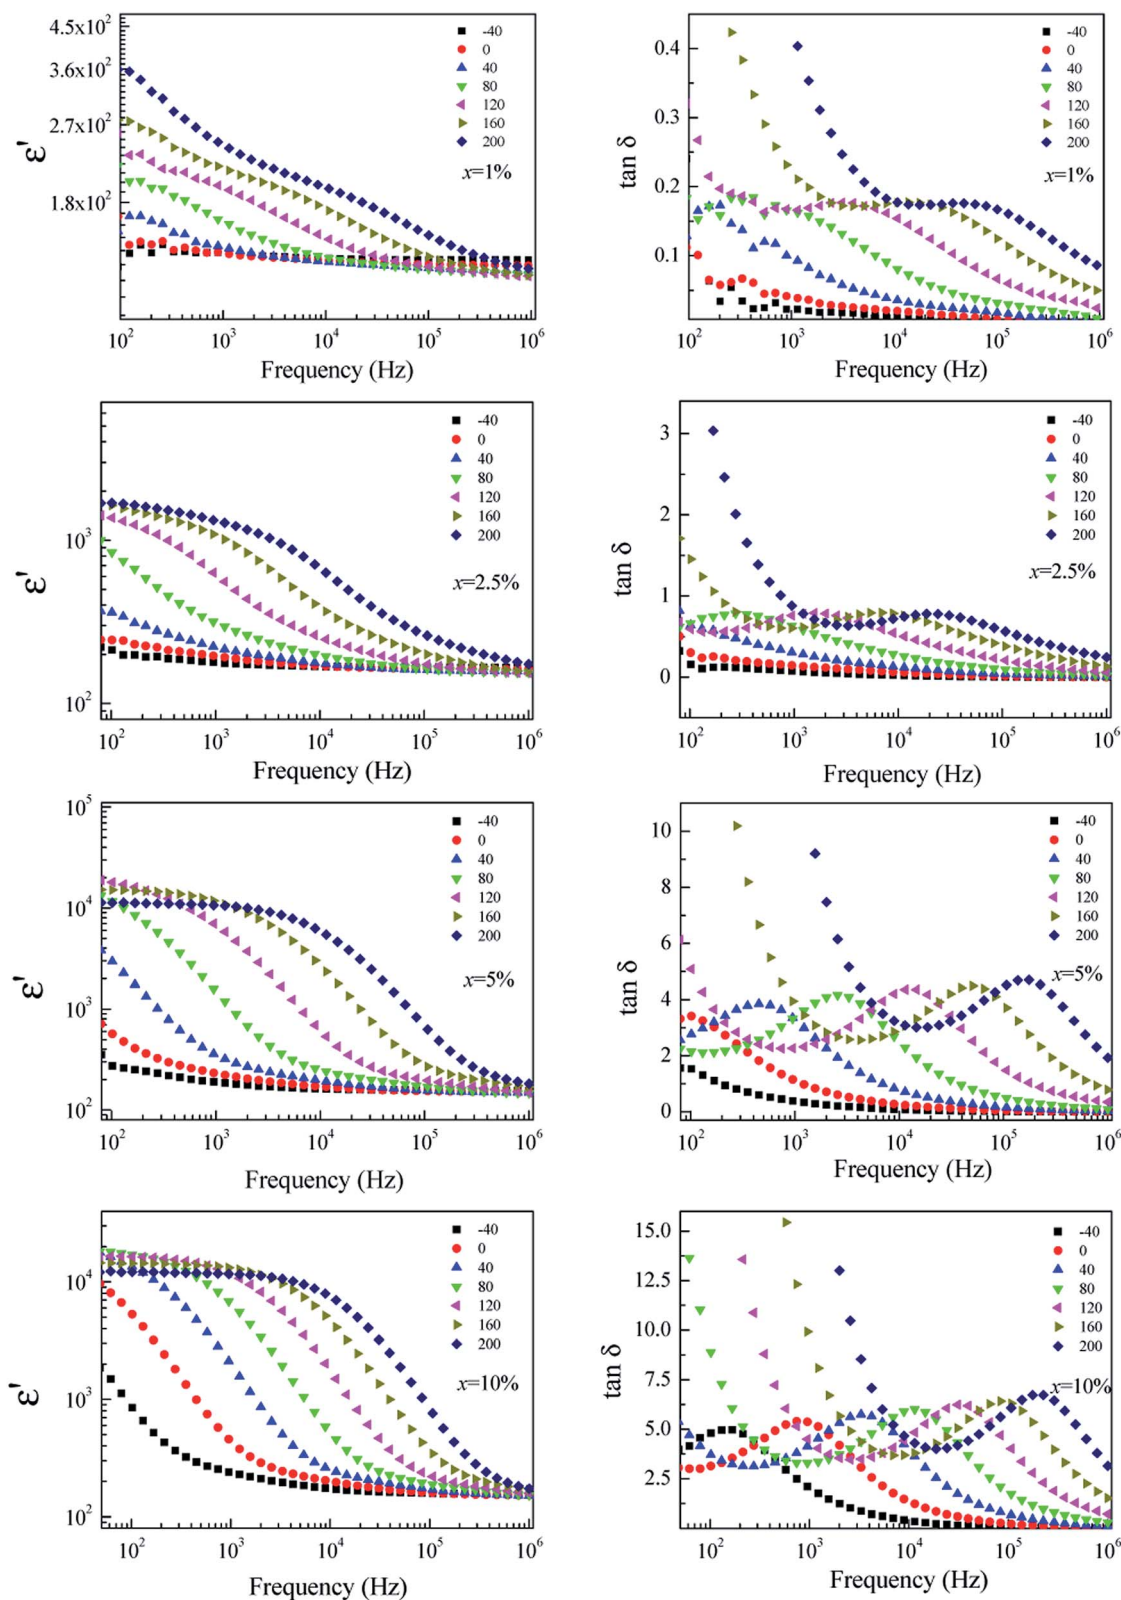 4.5x10²
3.6x10²
2.7x10²
1.8x10²
ε'
-40
0
40
80
120
160
200
x=1%
10² 10³ 10⁴ 10⁵ 10⁶
Frequency (Hz)
0.4
0.3
0.2
0.1
tan δ
-40
0
40
80
120
160
200
x=1%
10² 10³ 10⁴ 10⁵ 10⁶
Frequency (Hz)
10³
10²
ε'
-40
0
40
80
120
160
200
x=2.5%
10² 10³ 10⁴ 10⁵ 10⁶
Frequency (Hz)
3
2
1
0
tan δ
-40
0
40
80
120
160
200
x=2.5%
10² 10³ 10⁴ 10⁵ 10⁶
Frequency (Hz)
10⁵
10⁴
10³
10²
ε'
-40
0
40
80
120
160
200
x=5%
10² 10³ 10⁴ 10⁵ 10⁶
Frequency (Hz)
10
8
6
4
2
0
tan δ
-40
0
40
80
120
160
200
x=5%
10² 10³ 10⁴ 10⁵ 10⁶
Frequency (Hz)
10⁴
10³
10²
ε'
-40
0
40
80
120
160
200
x=10%
10² 10³ 10⁴ 10⁵ 10⁶
Frequency (Hz)
15.0
12.5
10.0
7.5
5.0
2.5
tan δ
-40
0
40
80
120
160
200
x=10%
10² 10³ 10⁴ 10⁵ 10⁶
Frequency (Hz)